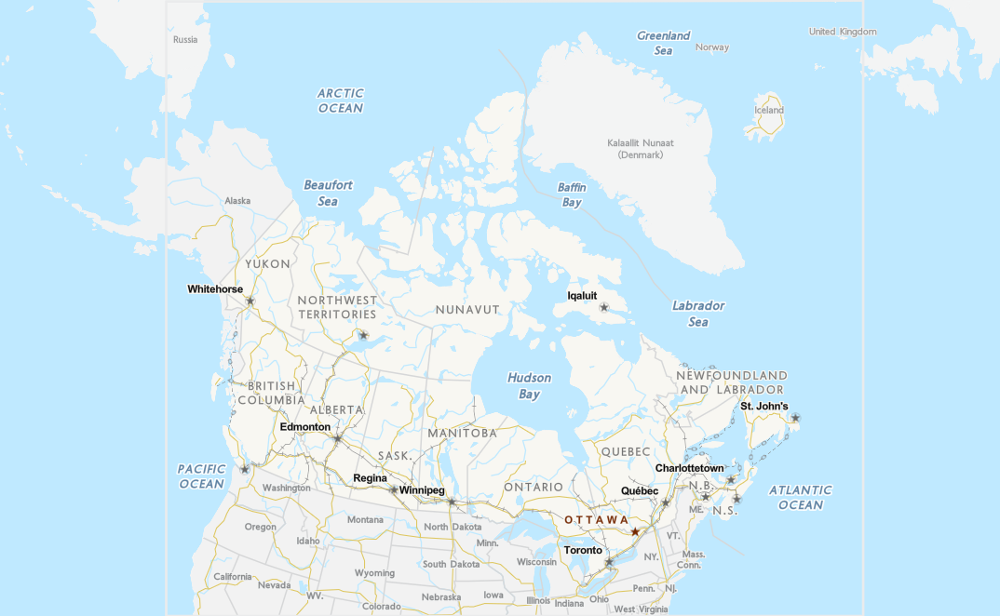 Greenland
Sea
United Kingdom
Russia
Norway
ARCTIC
OCEAN
Iceland
Kalaallit Nunaat
(Denmark)
Beaufort
Sea
Baffin
Bay
Alaska
YUKON
Whitehorse
NORTHWEST
TERRITORIES
NUNAVUT
Iqaluit
Labrador
Sea
Hudson
Bay
NEWFOUNDLAND
AND LABRADOR
BRITISH
COLUMBIA
ALBERTA
St. John's
Edmonton
MANITOBA
SASK.
QUEBEC
PACIFIC
OCEAN
Charlottetown
Regina
Winnipeg
Washington
ONTARIO
Québec
N.B.
ATLANTIC
OCEAN
ME.
N.S.
Montana
OTTAWA
Oregon
North Dakota
Idaho
Minn.
VT.
Toronto
NY.
Mass.
Conn.
Wisconsin
South Dakota
Wyoming
California
Nevada
WV.
Nebraska
Iowa
Illinois
Indiana
Ohio
Penn.
NJ.
Colorado
West Virginia